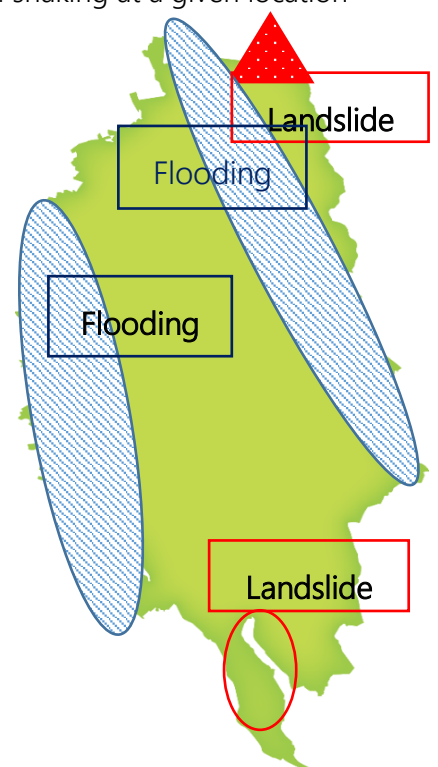 shaking at a given location
Landslide
Flooding
Flooding
Landslide